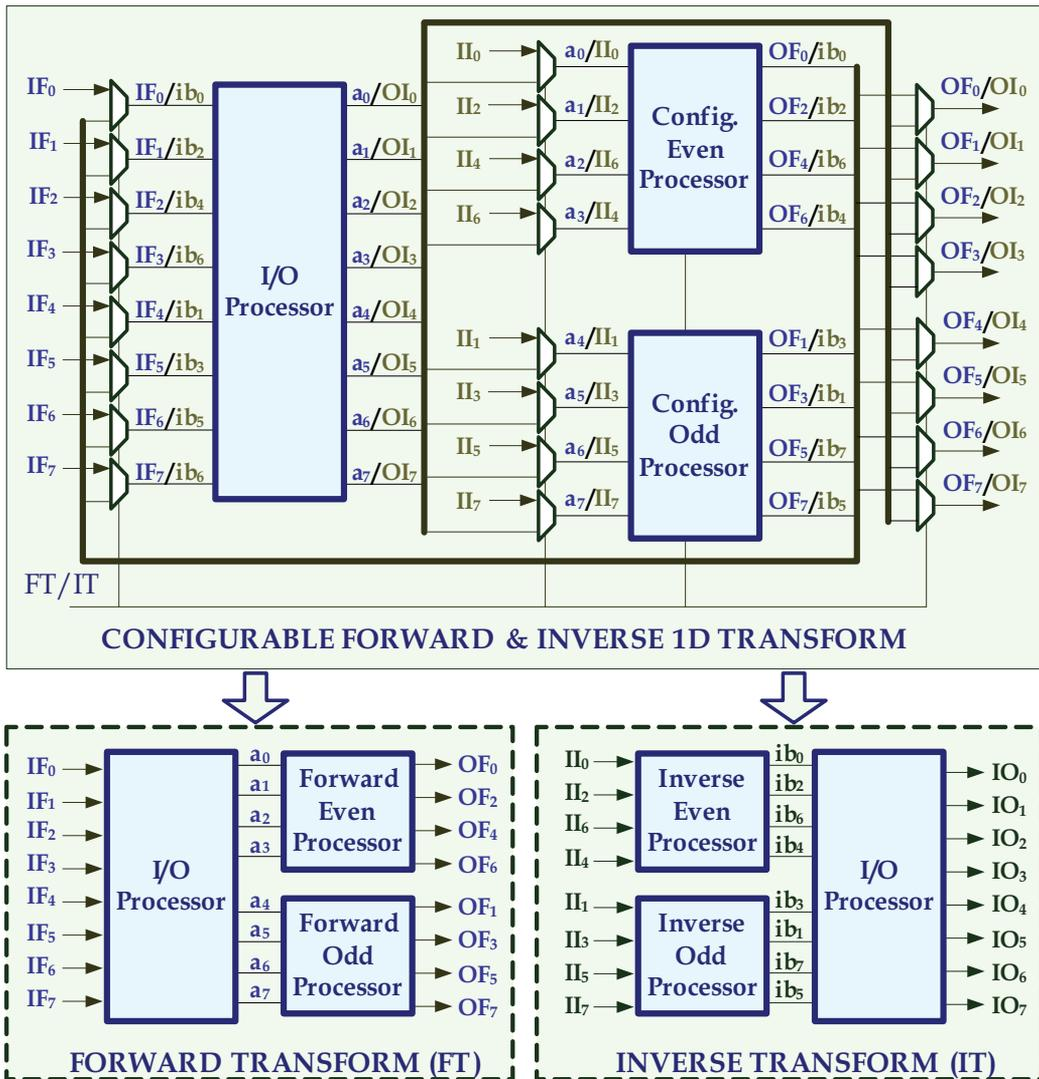 IF₀
IF₁
IF₂
IF₃
IF₄
IF₅
IF₆
IF₇
IF₀/ib₀
IF₁/ib₂
IF₂/ib₄
IF₃/ib₆
IF₄/ib₁
IF₅/ib₃
IF₆/ib₅
IF₇/ib₆
I/O
Processor
a₀/OI₀
a₁/OI₁
a₂/OI₂
a₃/OI₃
a₄/OI₄
a₅/OI₅
a₆/OI₆
a₇/OI₇
II₀
II₂
II₄
II₆
II₁
II₃
II₅
II₇
a₀/II₀
a₁/II₂
a₂/II₆
a₃/II₄
a₄/II₁
a₅/II₃
a₆/II₅
a₇/II₇
Config.
Even
Processor
Config.
Odd
Processor
OF₀/ib₀
OF₂/ib₂
OF₄/ib₆
OF₆/ib₄
OF₁/ib₃
OF₃/ib₁
OF₅/ib₇
OF₇/ib₅
OF₀/OI₀
OF₁/OI₁
OF₂/OI₂
OF₃/OI₃
OF₄/OI₄
OF₅/OI₅
OF₆/OI₆
OF₇/OI₇
FT/IT
CONFIGURABLE FORWARD & INVERSE 1D TRANSFORM
IF₀
IF₁
IF₂
IF₃
IF₄
IF₅
IF₆
IF₇
I/O
Processor
a₀
a₁
a₂
a₃
a₄
a₅
a₆
a₇
Forward
Even
Processor
Forward
Odd
Processor
OF₀
OF₂
OF₄
OF₆
OF₁
OF₃
OF₅
OF₇
FORWARD TRANSFORM (FT)
II₀
II₂
II₆
II₄
II₁
II₃
II₅
II₇
Inverse
Even
Processor
Inverse
Odd
Processor
ib₀
ib₂
ib₆
ib₄
ib₃
ib₁
ib₇
ib₅
I/O
Processor
IO₀
IO₁
IO₂
IO₃
IO₄
IO₅
IO₆
IO₇
INVERSE TRANSFORM (IT)